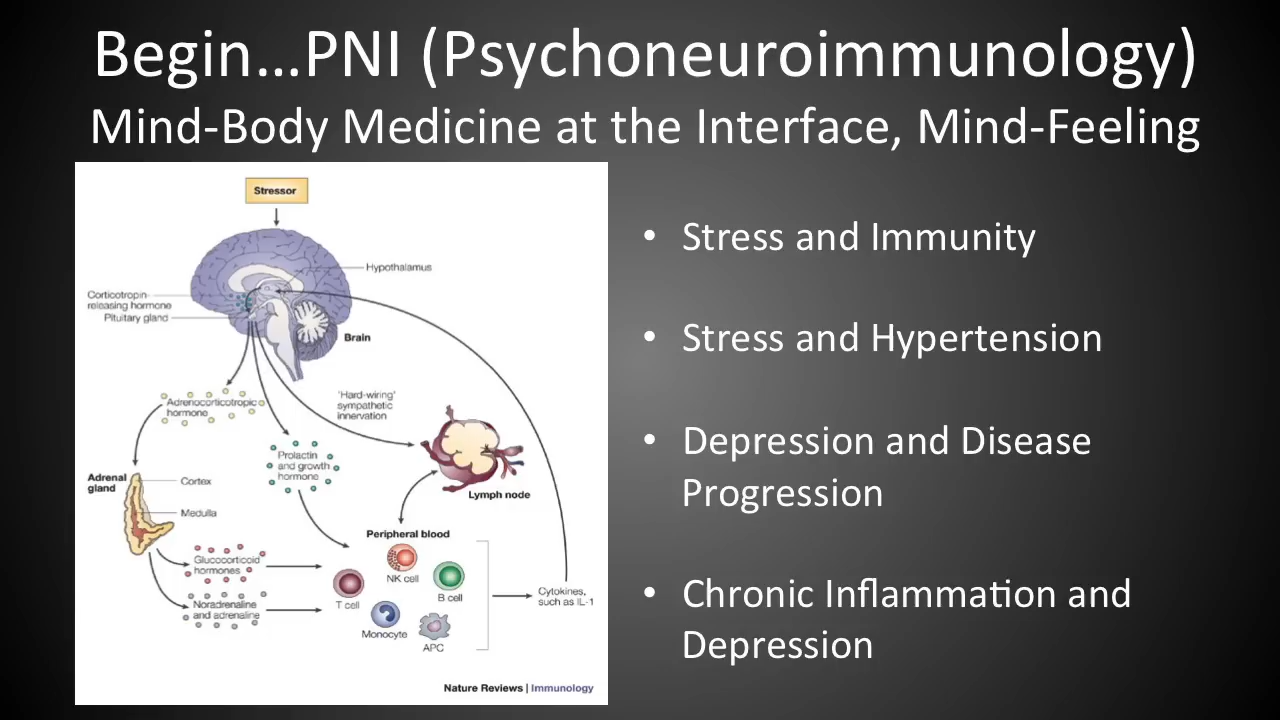 Begin...PNI (Psychoneuroimmunology)
Mind-Body Medicine at the Interface, Mind-Feeling
Stressor
Hypothalamus
Corticotropin-
releasing hormone
Pituitary gland
Brain
'Hard-wiring'
sympathetic
innervation
Adrenocorticotropic
hormone
Prolactin
and growth
hormone
Adrenal
gland
Cortex
Medulla
Lymph node
Peripheral blood
Glucocorticoid
hormones
Noradrenaline
and adrenaline
NK cell
T cell
B cell
Monocyte
APC
Cytokines,
such as IL-1
Nature Reviews | Immunology
• Stress and Immunity
• Stress and Hypertension
• Depression and Disease
Progression
• Chronic Inflammation and
Depression